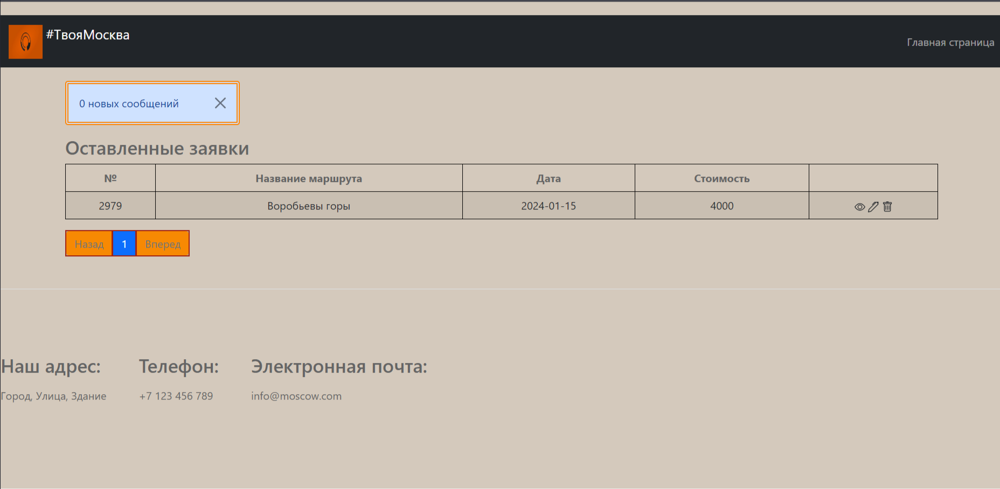 #ТвояМосква
Главная страница
0 новых сообщений
Оставленные заявки
№ Название маршрута Дата Стоимость
2979 Воробьевы горы 2024-01-15 4000
Назад 1 Вперед
Наш адрес: Телефон: Электронная почта:
Город, Улица, Здание +7 123 456 789 info@moscow.com